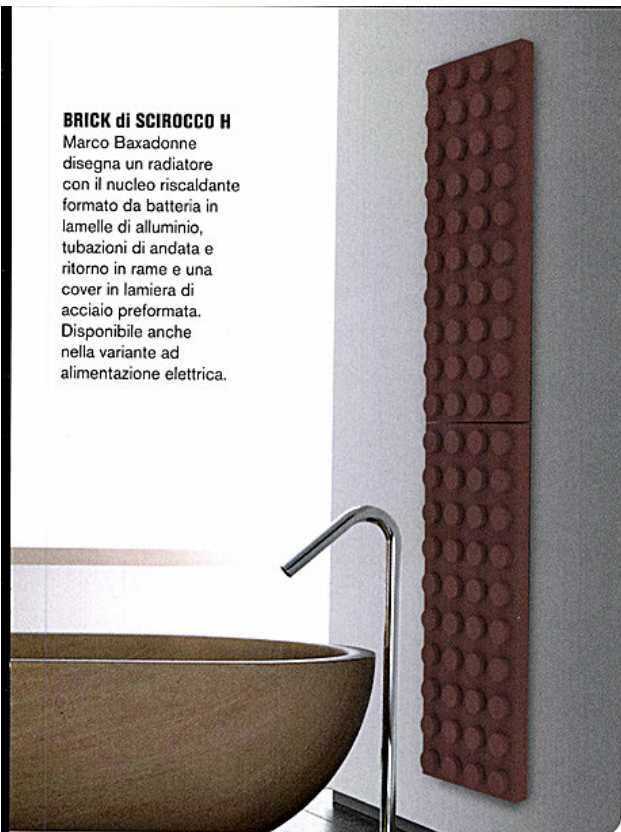 BRICK di SCIROCCO H
Marco Baxadonne
disegna un radiatore
con il nucleo riscaldante
formato da batteria in
lamelle di alluminio,
tubazioni di andata e
ritorno in rame e una
cover in lamiera di
acciaio preformata.
Disponibile anche
nella variante ad
alimentazione elettrica.